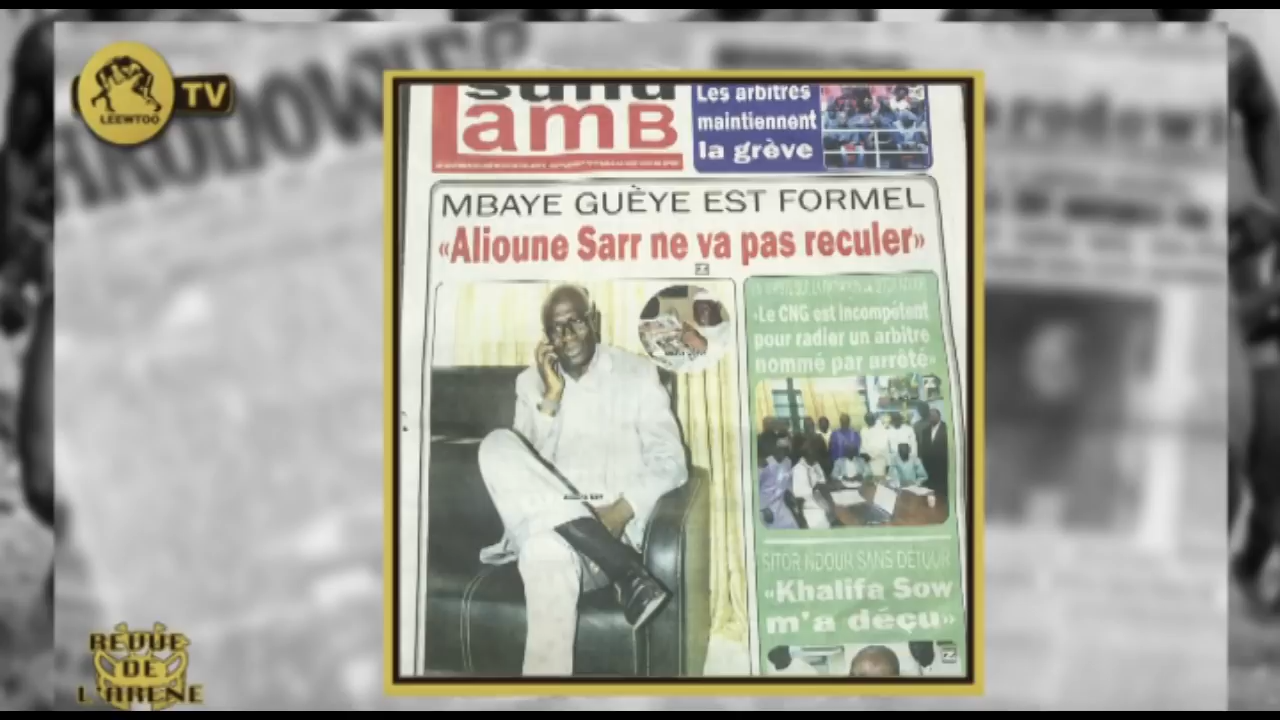 LEEWTOO
TV
Sunu
LamB
Les arbitres
maintiennent
la grève
MBAYE GUÈYE EST FORMEL
«Alioune Sarr ne va pas reculer»
«Le CNG est incompétent
pour radier un arbitre
nommé par arrêté»
SITOR NDOUR SANS DETOUR
«Khalifa Sow
m'a déçu»
REVUE
DE
L'ARENE